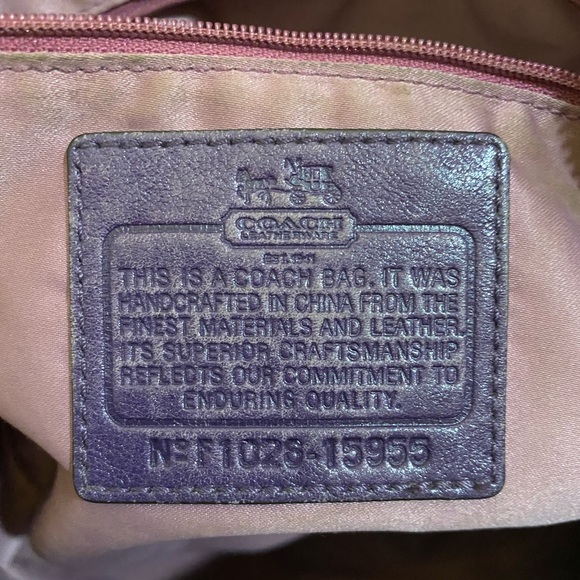 COACH
LEATHERWARE
EST. 1941
THIS IS A COACH BAG. IT WAS
HANDCRAFTED IN CHINA FROM THE
FINEST MATERIALS AND LEATHER.
ITS SUPERIOR CRAFTSMANSHIP
REFLECTS OUR COMMITMENT TO
ENDURING QUALITY.
Nº F1028-15955